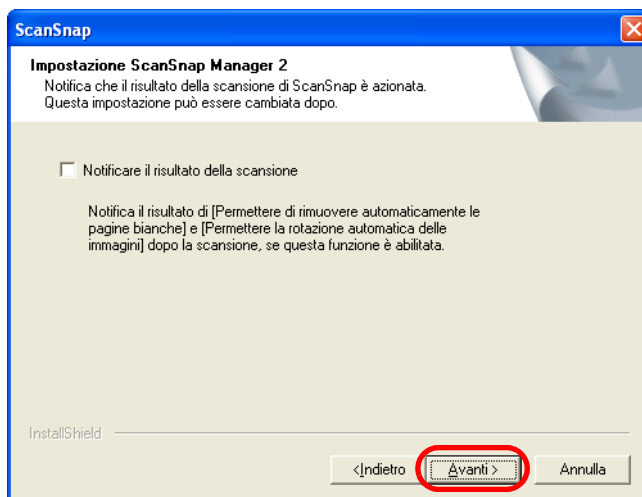 ScanSnap
Impostazione ScanSnap Manager 2
Notifica che il risultato della scansione di ScanSnap è azionata.
Questa impostazione può essere cambiata dopo.
Notificare il risultato della scansione
Notifica il risultato di [Permettere di rimuovere automaticamente le
pagine bianche] e [Permettere la rotazione automatica delle
immagini] dopo la scansione, se questa funzione è abilitata.
InstallShield
<Indietro
Avanti >
Annulla